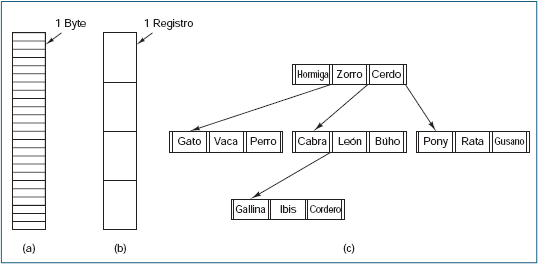 1 Byte
1 Registro
Hormiga Zorro Cerdo
Gato Vaca Perro
Cabra León Búho
Pony Rata Gusano
Gallina Ibis Cordero
(a) (b) (c)